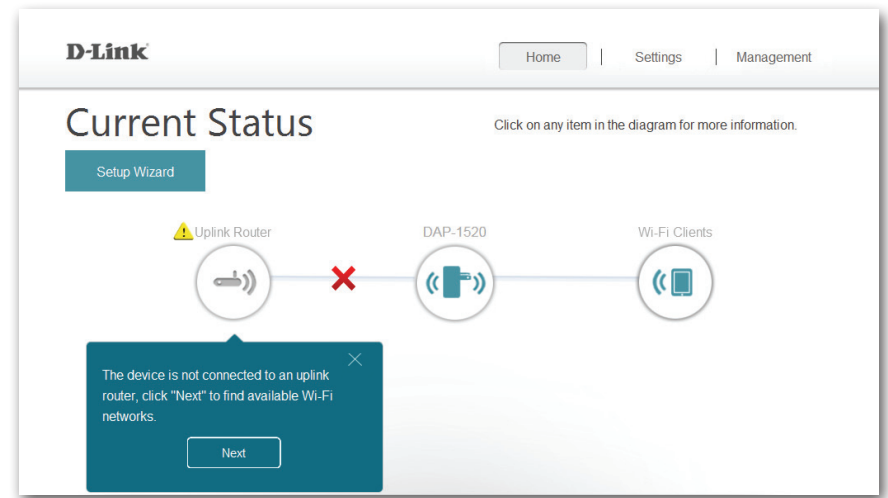 D-Link
Home | Settings | Management
Current Status
Click on any item in the diagram for more information.
Setup Wizard
Uplink Router
DAP-1520
Wi-Fi Clients
The device is not connected to an uplink
router, click "Next" to find available Wi-Fi
networks.
Next